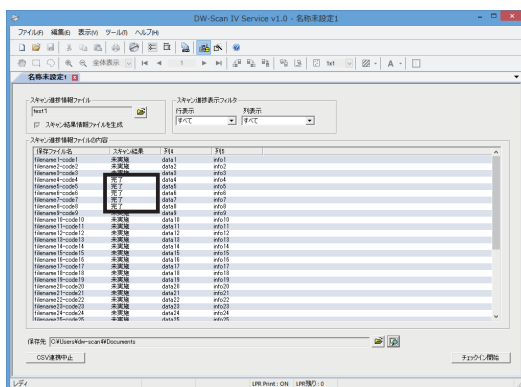 DW-Scan IV Service v1.0 - 名称未設定1
ファイル(F) 編集(E) 表示(V) ツール(T) ヘルプ(H)
全体表示 1 1x1 A
名称未設定1
スキャン進捗情報ファイル スキャン進捗表示フィルタ
test1 行表示 列表示
すべて すべて
スキャン結果情報ファイルを生成
スキャン進捗情報ファイルの内容
保存ファイル名 スキャン結果 列4 列5
filename1-code1 未実施 data1 info1
filename2-code2 未実施 data2 info2
filename3-code3 未実施 data3 info3
filename4-code4 完了 data4 info4
filename5-code5 完了 data5 info5
filename6-code6 完了 data6 info6
filename7-code7 完了 data7 info7
filename8-code8 完了 data8 info8
filename9-code9 未実施 data9 info9
filename10-code10 未実施 data10 info10
filename11-code11 未実施 data11 info11
filename12-code12 未実施 data12 info12
filename13-code13 未実施 data13 info13
filename14-code14 未実施 data14 info14
filename15-code15 未実施 data15 info15
filename16-code16 未実施 data16 info16
filename17-code17 未実施 data17 info17
filename18-code18 未実施 data18 info18
filename19-code19 未実施 data19 info19
filename20-code20 未実施 data20 info20
filename21-code21 未実施 data21 info21
filename22-code22 未実施 data22 info22
filename23-code23 未実施 data23 info23
filename24-code24 未実施 data24 info24
filename25-code25 未実施 data25 info25
保存先 C:¥Users¥dw-scan4¥Documents
CSV連携中止 チェックイン開始
レディ LPR Print : ON LPR残り: 0